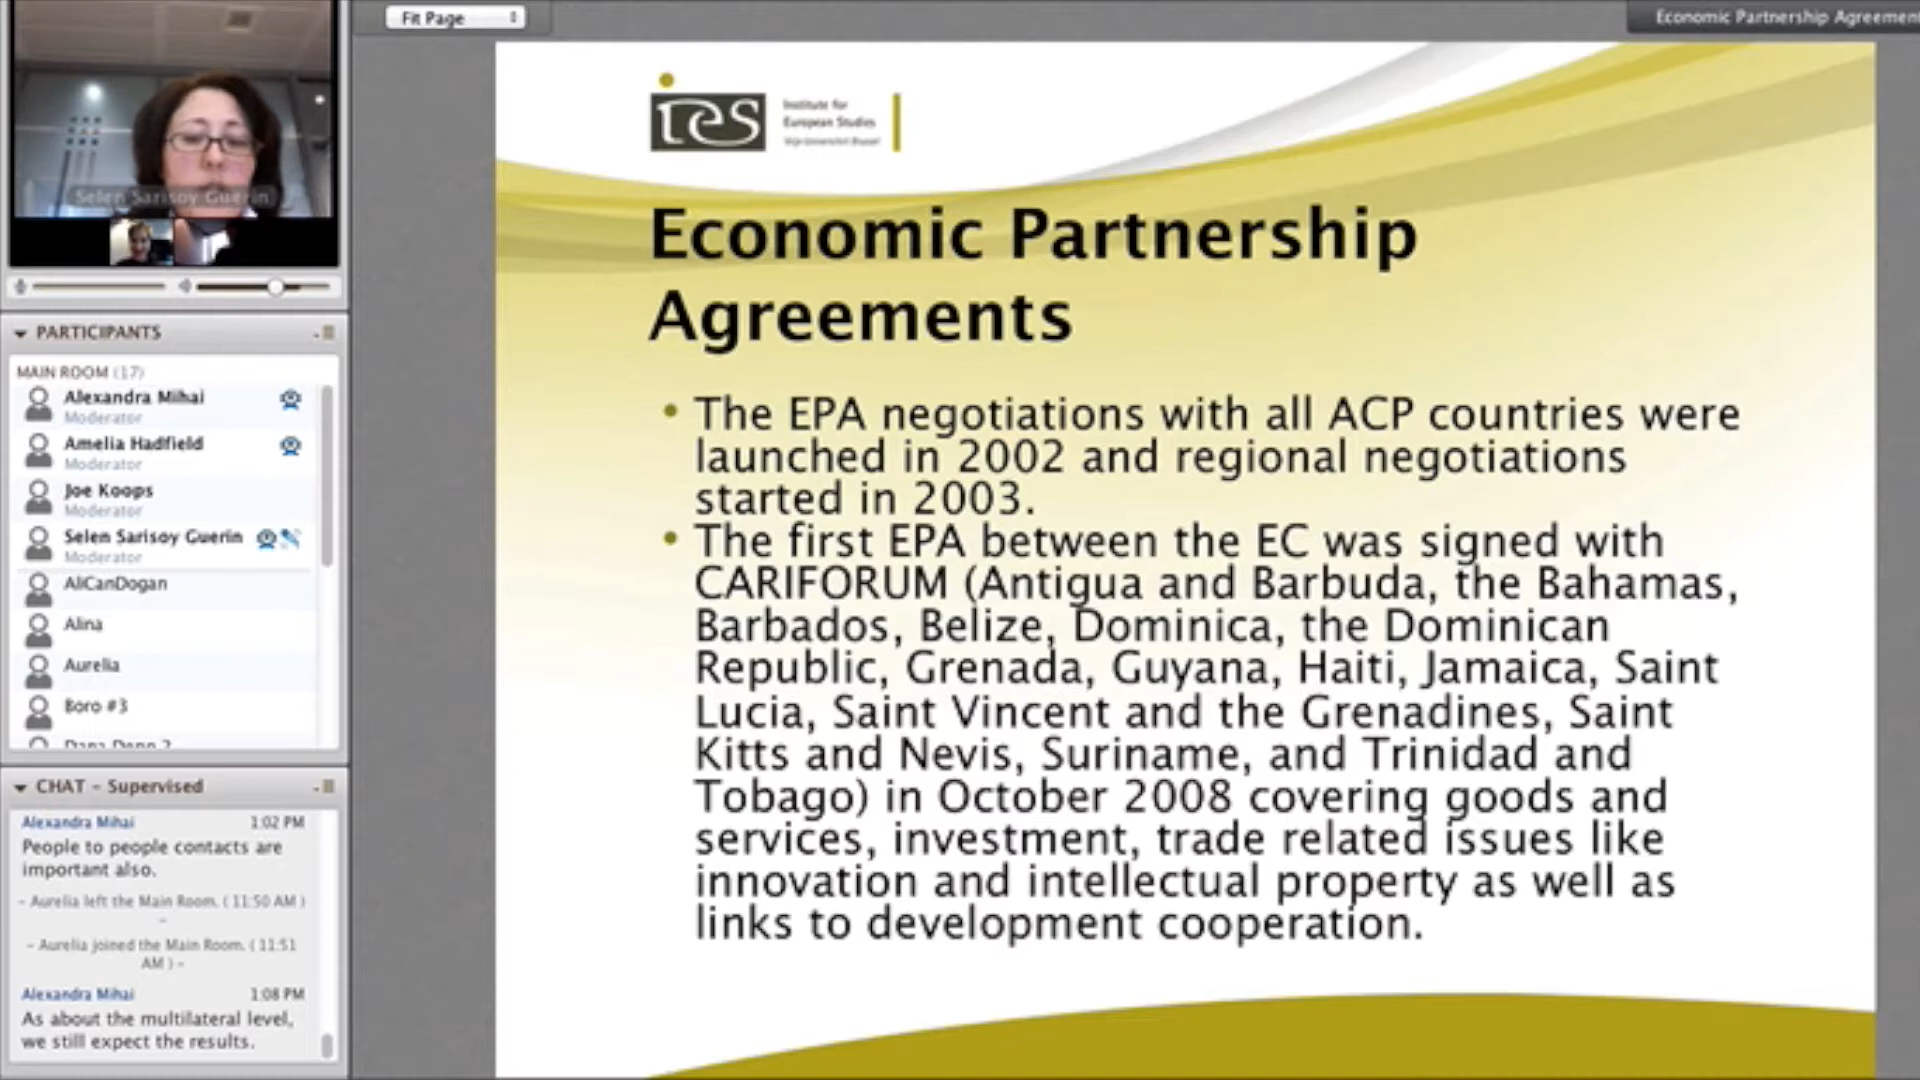 Fit Page
Economic Partnership Agreement
Selen Sarisoy Guerin
PARTICIPANTS
MAIN ROOM (17)
Alexandra Mihai
Moderator
Amelia Hadfield
Moderator
Joe Koops
Moderator
Selen Sarisoy Guerin
Moderator
AliCanDogan
Alina
Aurelia
Boro #3
CHAT - Supervised
Alexandra Mihai 1:02 PM
People to people contacts are
important also.
- Aurelia left the Main Room. ( 11:50 AM )
-
- Aurelia joined the Main Room. ( 11:51
AM ) -
Alexandra Mihai 1:08 PM
As about the multilateral level,
we still expect the results.
ies
Institute for
European Studies
Vrije Universiteit Brussel
Economic Partnership
Agreements
• The EPA negotiations with all ACP countries were
launched in 2002 and regional negotiations
started in 2003.
• The first EPA between the EC was signed with
CARIFORUM (Antigua and Barbuda, the Bahamas,
Barbados, Belize, Dominica, the Dominican
Republic, Grenada, Guyana, Haiti, Jamaica, Saint
Lucia, Saint Vincent and the Grenadines, Saint
Kitts and Nevis, Suriname, and Trinidad and
Tobago) in October 2008 covering goods and
services, investment, trade related issues like
innovation and intellectual property as well as
links to development cooperation.